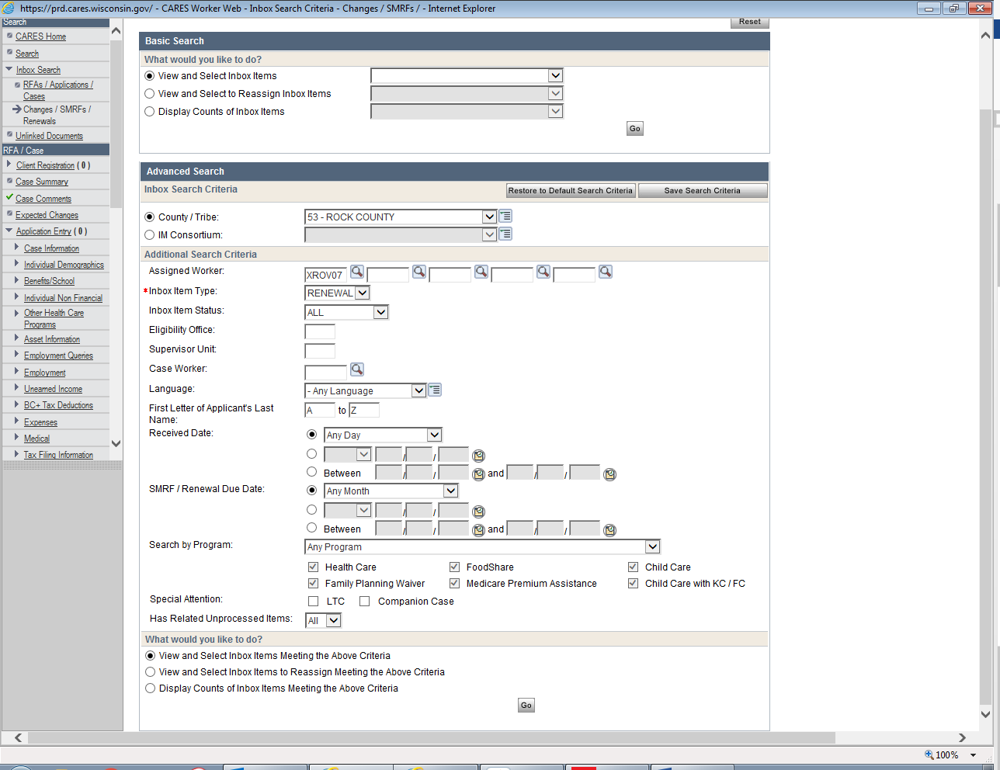 https://prd.cares.wisconsin.gov/ - CARES Worker Web - Inbox Search Criteria - Changes / SMRFs / - Internet Explorer
Search
CARES Home
Search
Inbox Search
RFAs / Applications /
Cases
Changes / SMRFs /
Renewals
Unlinked Documents
RFA / Case
Client Registration ( 0 )
Case Summary
Case Comments
Expected Changes
Application Entry ( 0 )
Case Information
Individual Demographics
Benefits/School
Individual Non Financial
Other Health Care
Programs
Asset Information
Employment Queries
Employment
Unearned Income
BC+ Tax Deductions
Expenses
Medical
Tax Filing Information
Reset
Basic Search
What would you like to do?
View and Select Inbox Items
View and Select to Reassign Inbox Items
Display Counts of Inbox Items
Go
Advanced Search
Inbox Search Criteria Restore to Default Search Criteria Save Search Criteria
County / Tribe: 53 - ROCK COUNTY
IM Consortium:
Additional Search Criteria
Assigned Worker: XROV07
*Inbox Item Type: RENEWAL
Inbox Item Status: ALL
Eligibility Office:
Supervisor Unit:
Case Worker:
Language: - Any Language
First Letter of Applicant's Last
Name: A to Z
Received Date: Any Day
/ /
Between / / and / /
SMRF / Renewal Due Date: Any Month
/ /
Between / / and / /
Search by Program: Any Program
Health Care FoodShare Child Care
Family Planning Waiver Medicare Premium Assistance Child Care with KC / FC
Special Attention: LTC Companion Case
Has Related Unprocessed Items: All
What would you like to do?
View and Select Inbox Items Meeting the Above Criteria
View and Select Inbox Items to Reassign Meeting the Above Criteria
Display Counts of Inbox Items Meeting the Above Criteria
Go
100%